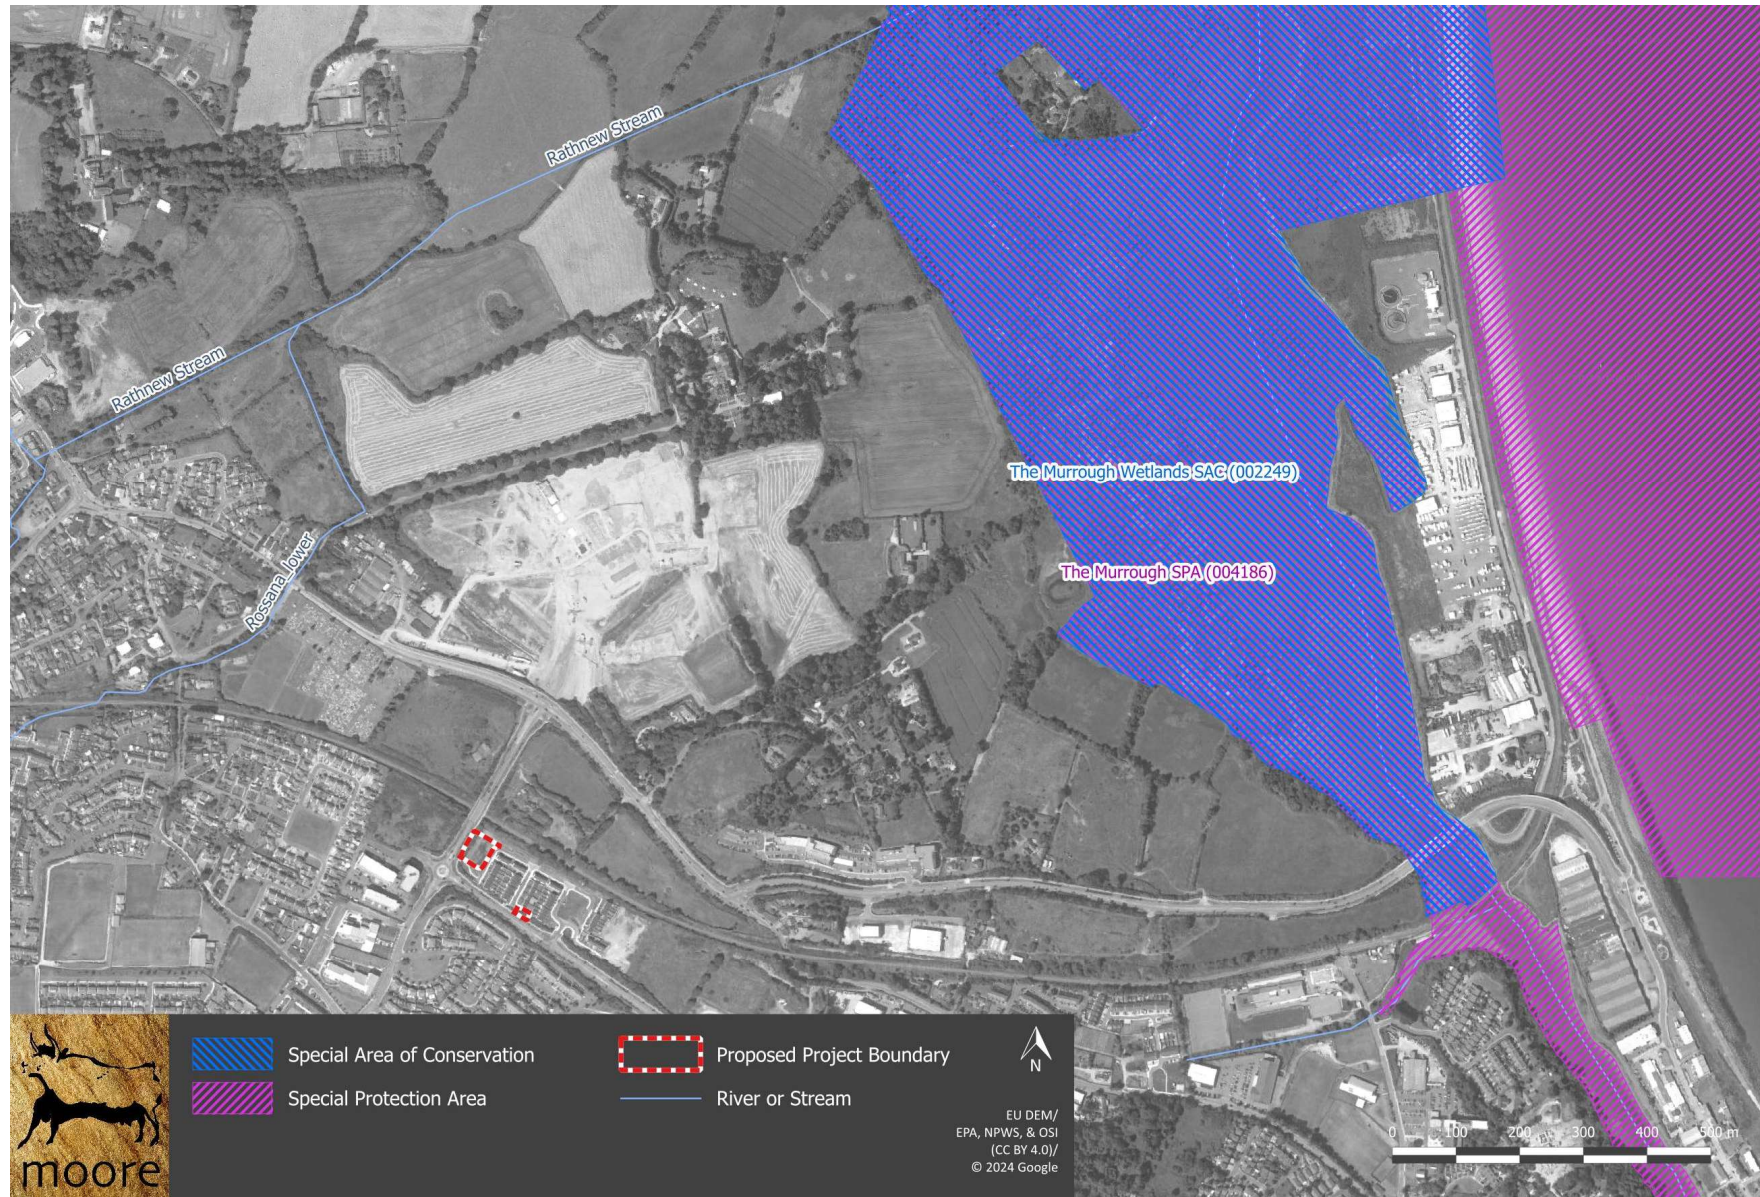 Rathnew Stream
Rathnew Stream
The Murrough Wetlands SAC (002249)
Rossana_lower
The Murrough SPA (004186)
moore
Special Area of Conservation
Special Protection Area
Proposed Project Boundary
River or Stream
N
EU DEM/
EPA, NPWS, & OSI
(CC BY 4.0)/
© 2024 Google
0 100 200 300 400 500 m